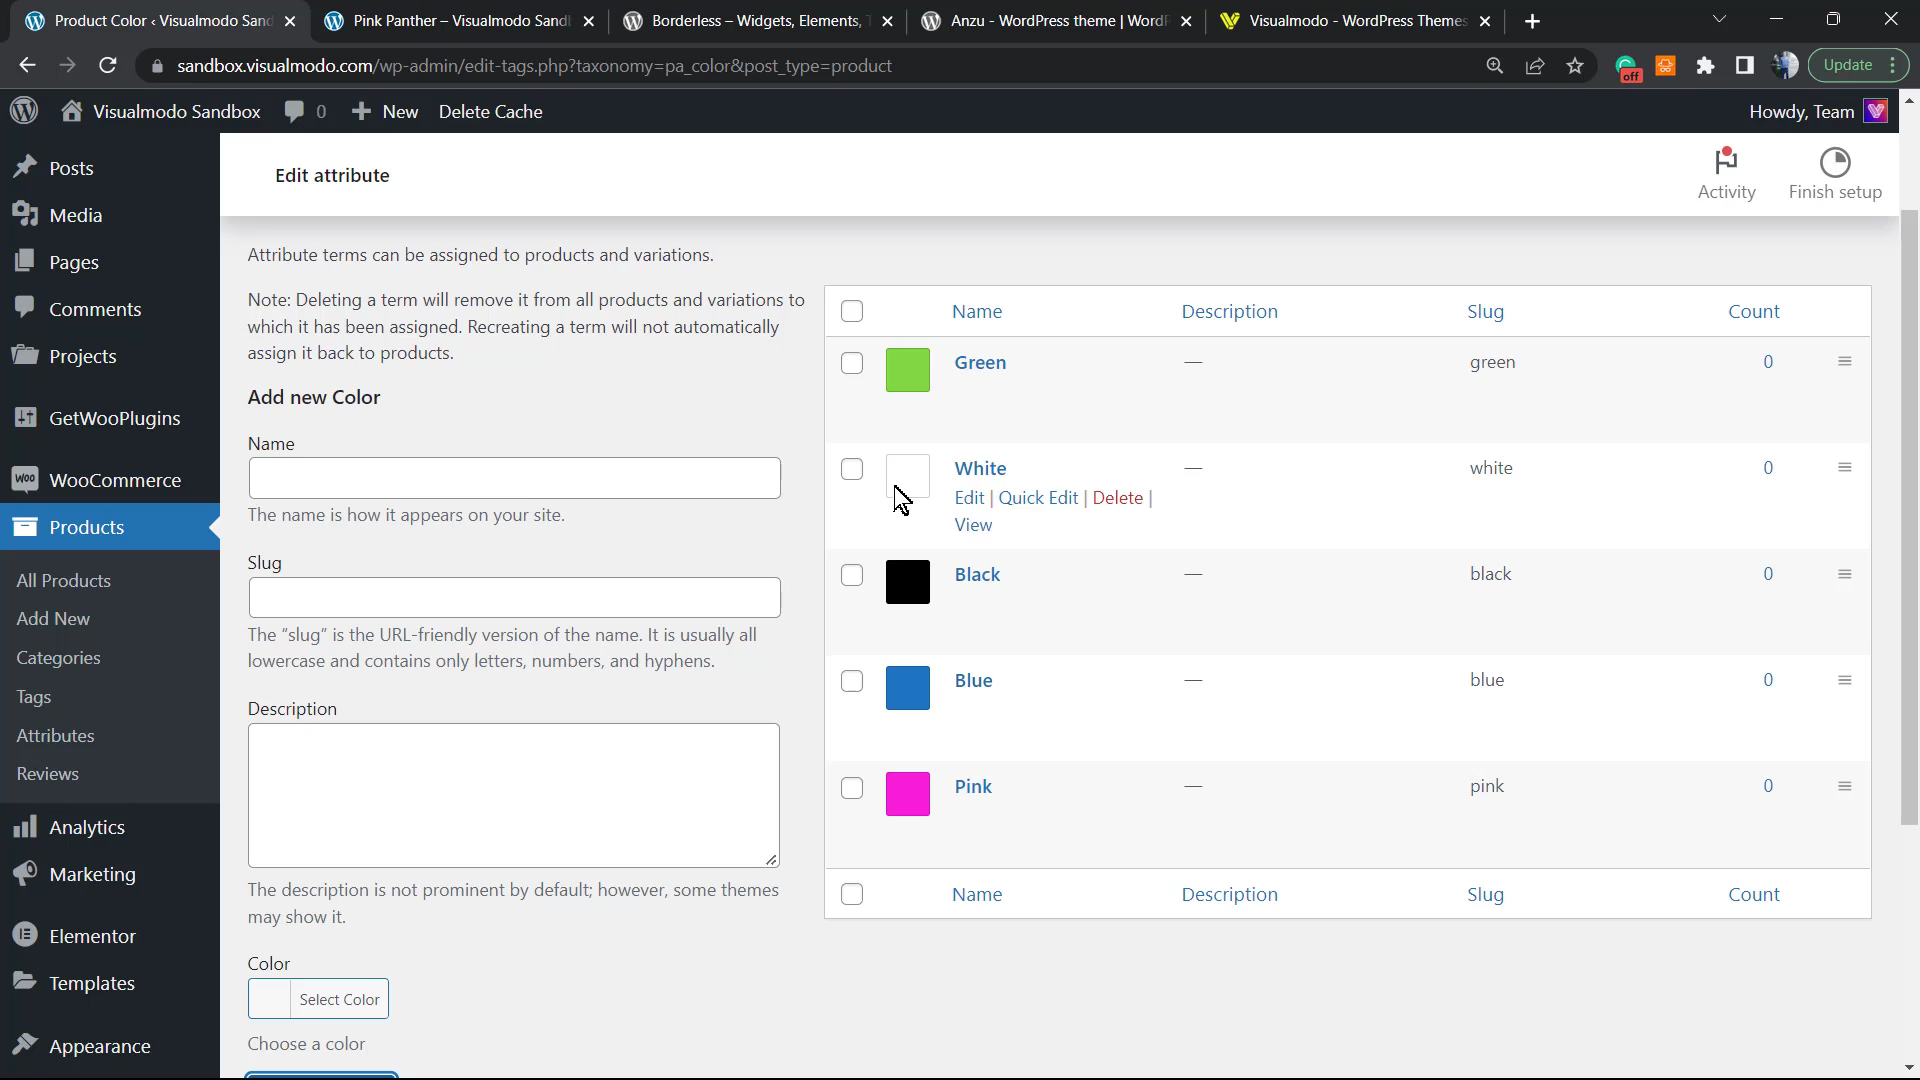 Product Color ‹ Visualmodo Sand
Pink Panther – Visualmodo Sand
Borderless – Widgets, Elements,
Anzu - WordPress theme | Word
Visualmodo - WordPress Themes
sandbox.visualmodo.com/wp-admin/edit-tags.php?taxonomy=pa_color&post_type=product
off
Update
Visualmodo Sandbox
0
New
Delete Cache
Howdy, Team
Posts
Media
Pages
Comments
Projects
GetWooPlugins
WooCommerce
Products
All Products
Add New
Categories
Tags
Attributes
Reviews
Analytics
Marketing
Elementor
Templates
Appearance
Edit attribute
Activity
Finish setup
Attribute terms can be assigned to products and variations.
Note: Deleting a term will remove it from all products and variations to
which it has been assigned. Recreating a term will not automatically
assign it back to products.
Add new Color
Name
The name is how it appears on your site.
Slug
The “slug” is the URL-friendly version of the name. It is usually all
lowercase and contains only letters, numbers, and hyphens.
Description
The description is not prominent by default; however, some themes
may show it.
Color
Select Color
Choose a color
Name Description Slug Count
Green — green 0
White — white 0
Edit | Quick Edit | Delete |
View
Black — black 0
Blue — blue 0
Pink — pink 0
Name Description Slug Count